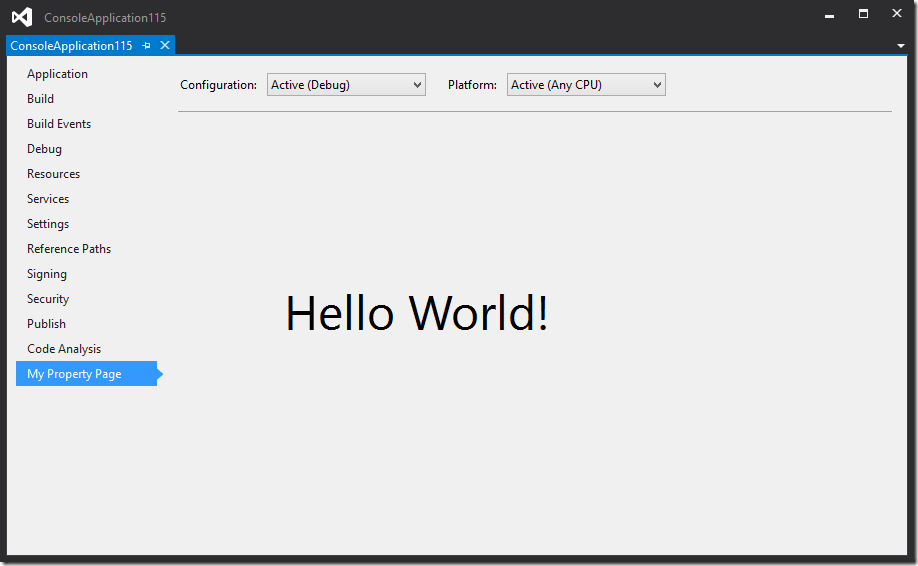 ConsoleApplication115
ConsoleApplication115
Application
Build
Build Events
Debug
Resources
Services
Settings
Reference Paths
Signing
Security
Publish
Code Analysis
My Property Page
Configuration: Active (Debug) Platform: Active (Any CPU)
Hello World!